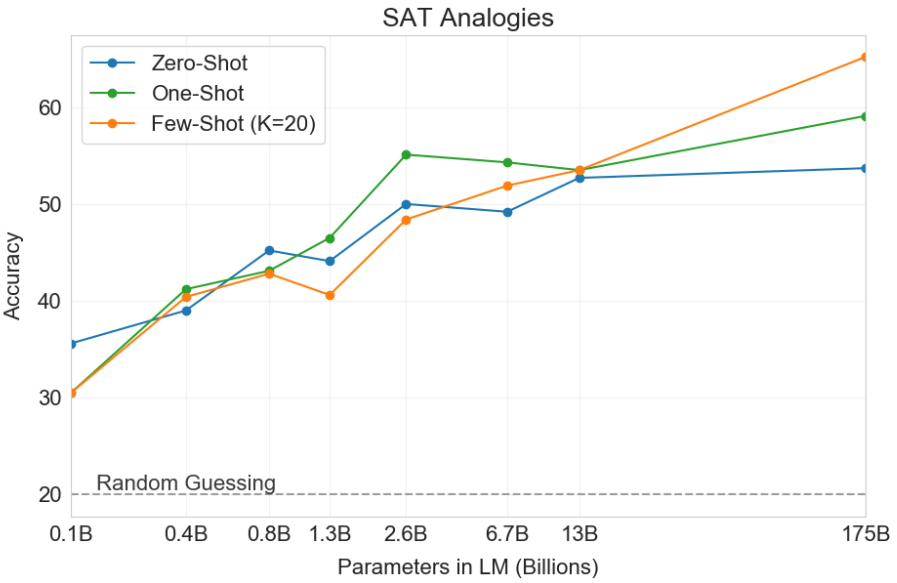 SAT Analogies
Zero-Shot
One-Shot
Few-Shot (K=20)
Accuracy
60
50
40
30
20
Random Guessing
0.1B 0.4B 0.8B 1.3B 2.6B 6.7B 13B 175B
Parameters in LM (Billions)